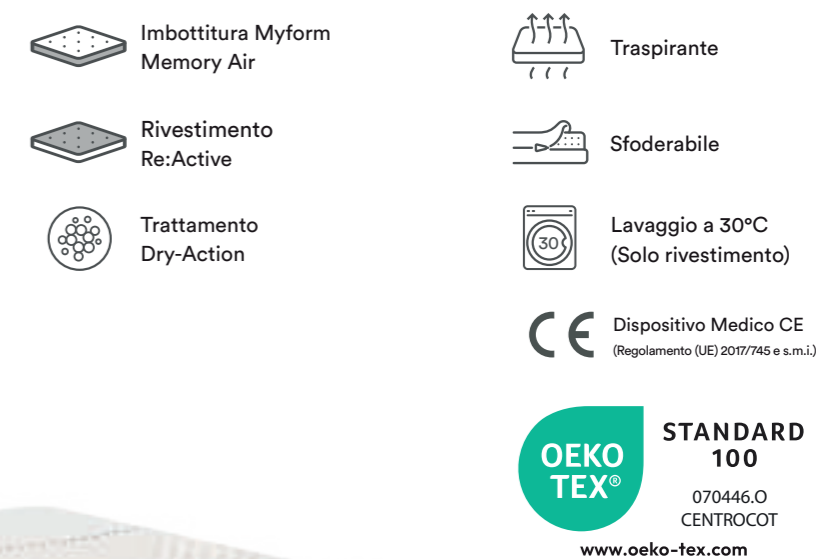 Imbottitura Myform
Memory Air
Rivestimento
Re:Active
Trattamento
Dry-Action
Traspirante
Sfoderabile
30
Lavaggio a 30°C
(Solo rivestimento)
CE
Dispositivo Medico CE
(Regolamento (UE) 2017/745 e s.m.i.)
OEKO
TEX®
STANDARD
100
070446.O
CENTROCOT
www.oeko-tex.com